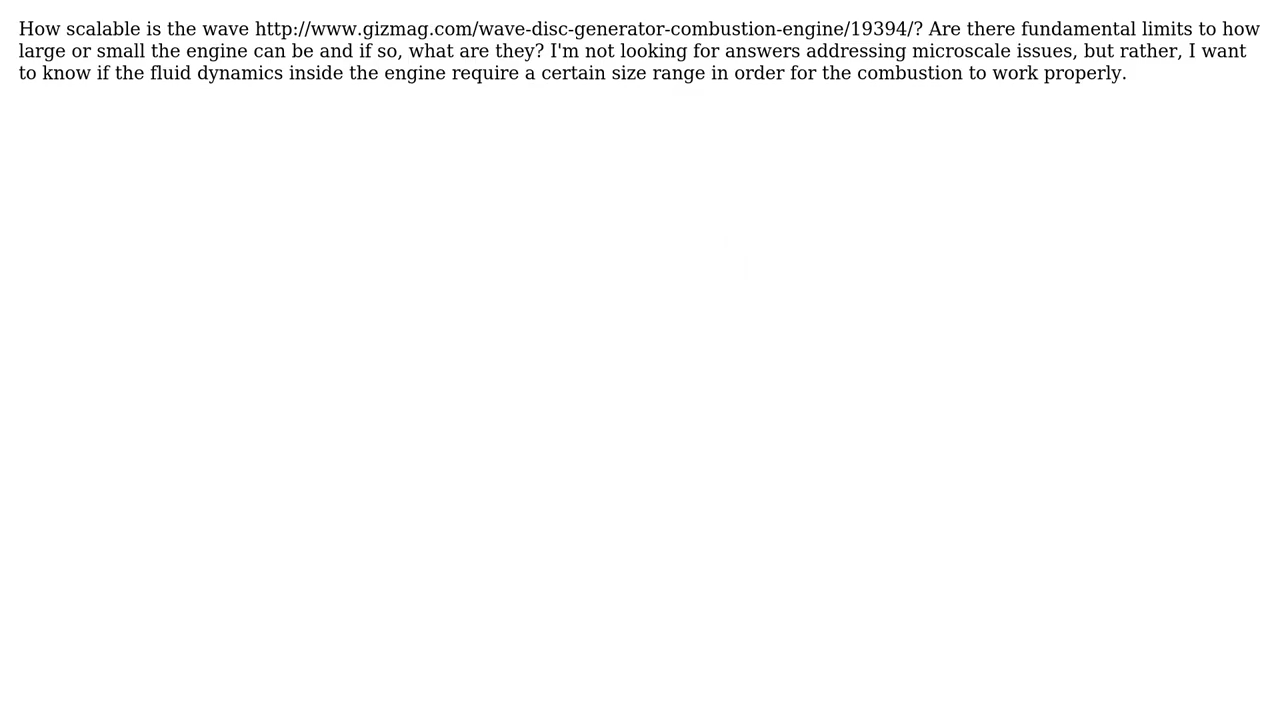 How scalable is the wave http://www.gizmag.com/wave-disc-generator-combustion-engine/19394/? Are there fundamental limits to how
large or small the engine can be and if so, what are they? I'm not looking for answers addressing microscale issues, but rather, I want
to know if the fluid dynamics inside the engine require a certain size range in order for the combustion to work properly.